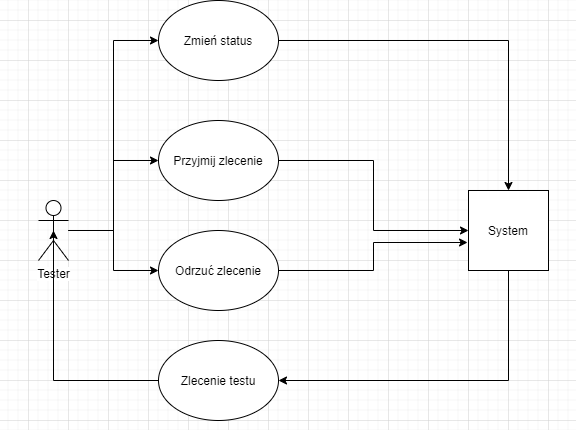 Zmień status
Przyjmij zlecenie
System
Odrzuć zlecenie
Tester
Zlecenie testu